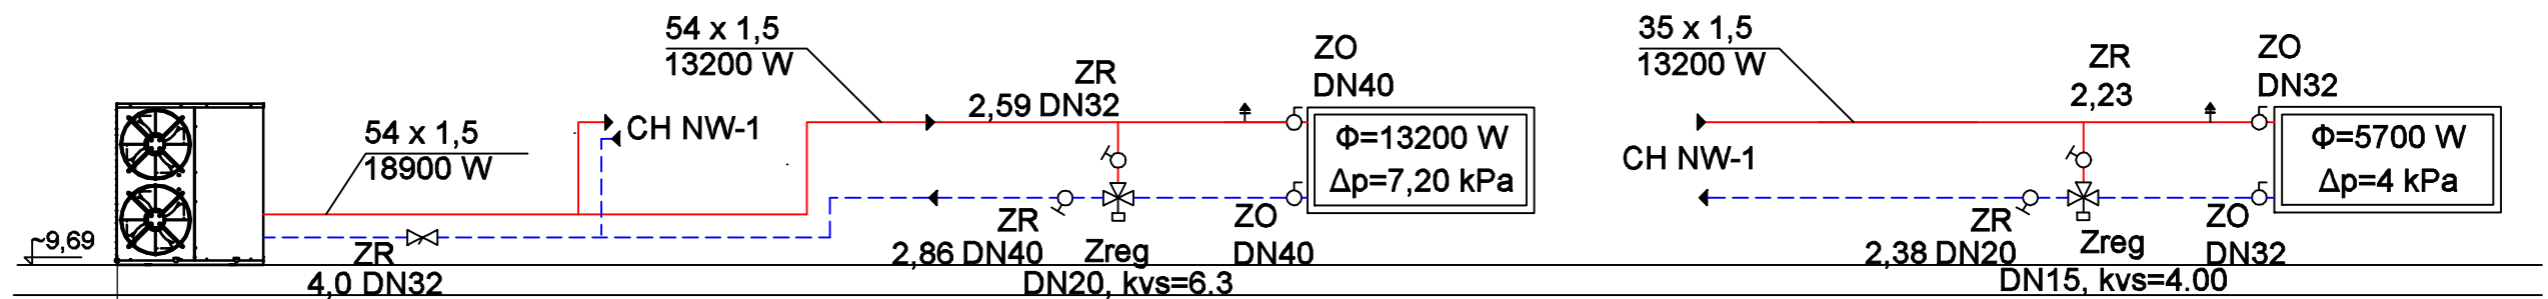 ~9,69
54 x 1,5
18900 W
ZR
4,0 DN32
CH NW-1
54 x 1,5
13200 W
ZR
2,59 DN32
ZO
DN40
Φ=13200 W
Δp=7,20 kPa
ZR
2,86 DN40
Zreg
DN20, kvs=6.3
ZO
DN40
35 x 1,5
13200 W
CH NW-1
ZR
2,23
ZO
DN32
Φ=5700 W
Δp=4 kPa
ZR
2,38 DN20
Zreg
DN15, kvs=4.00
ZO
DN32